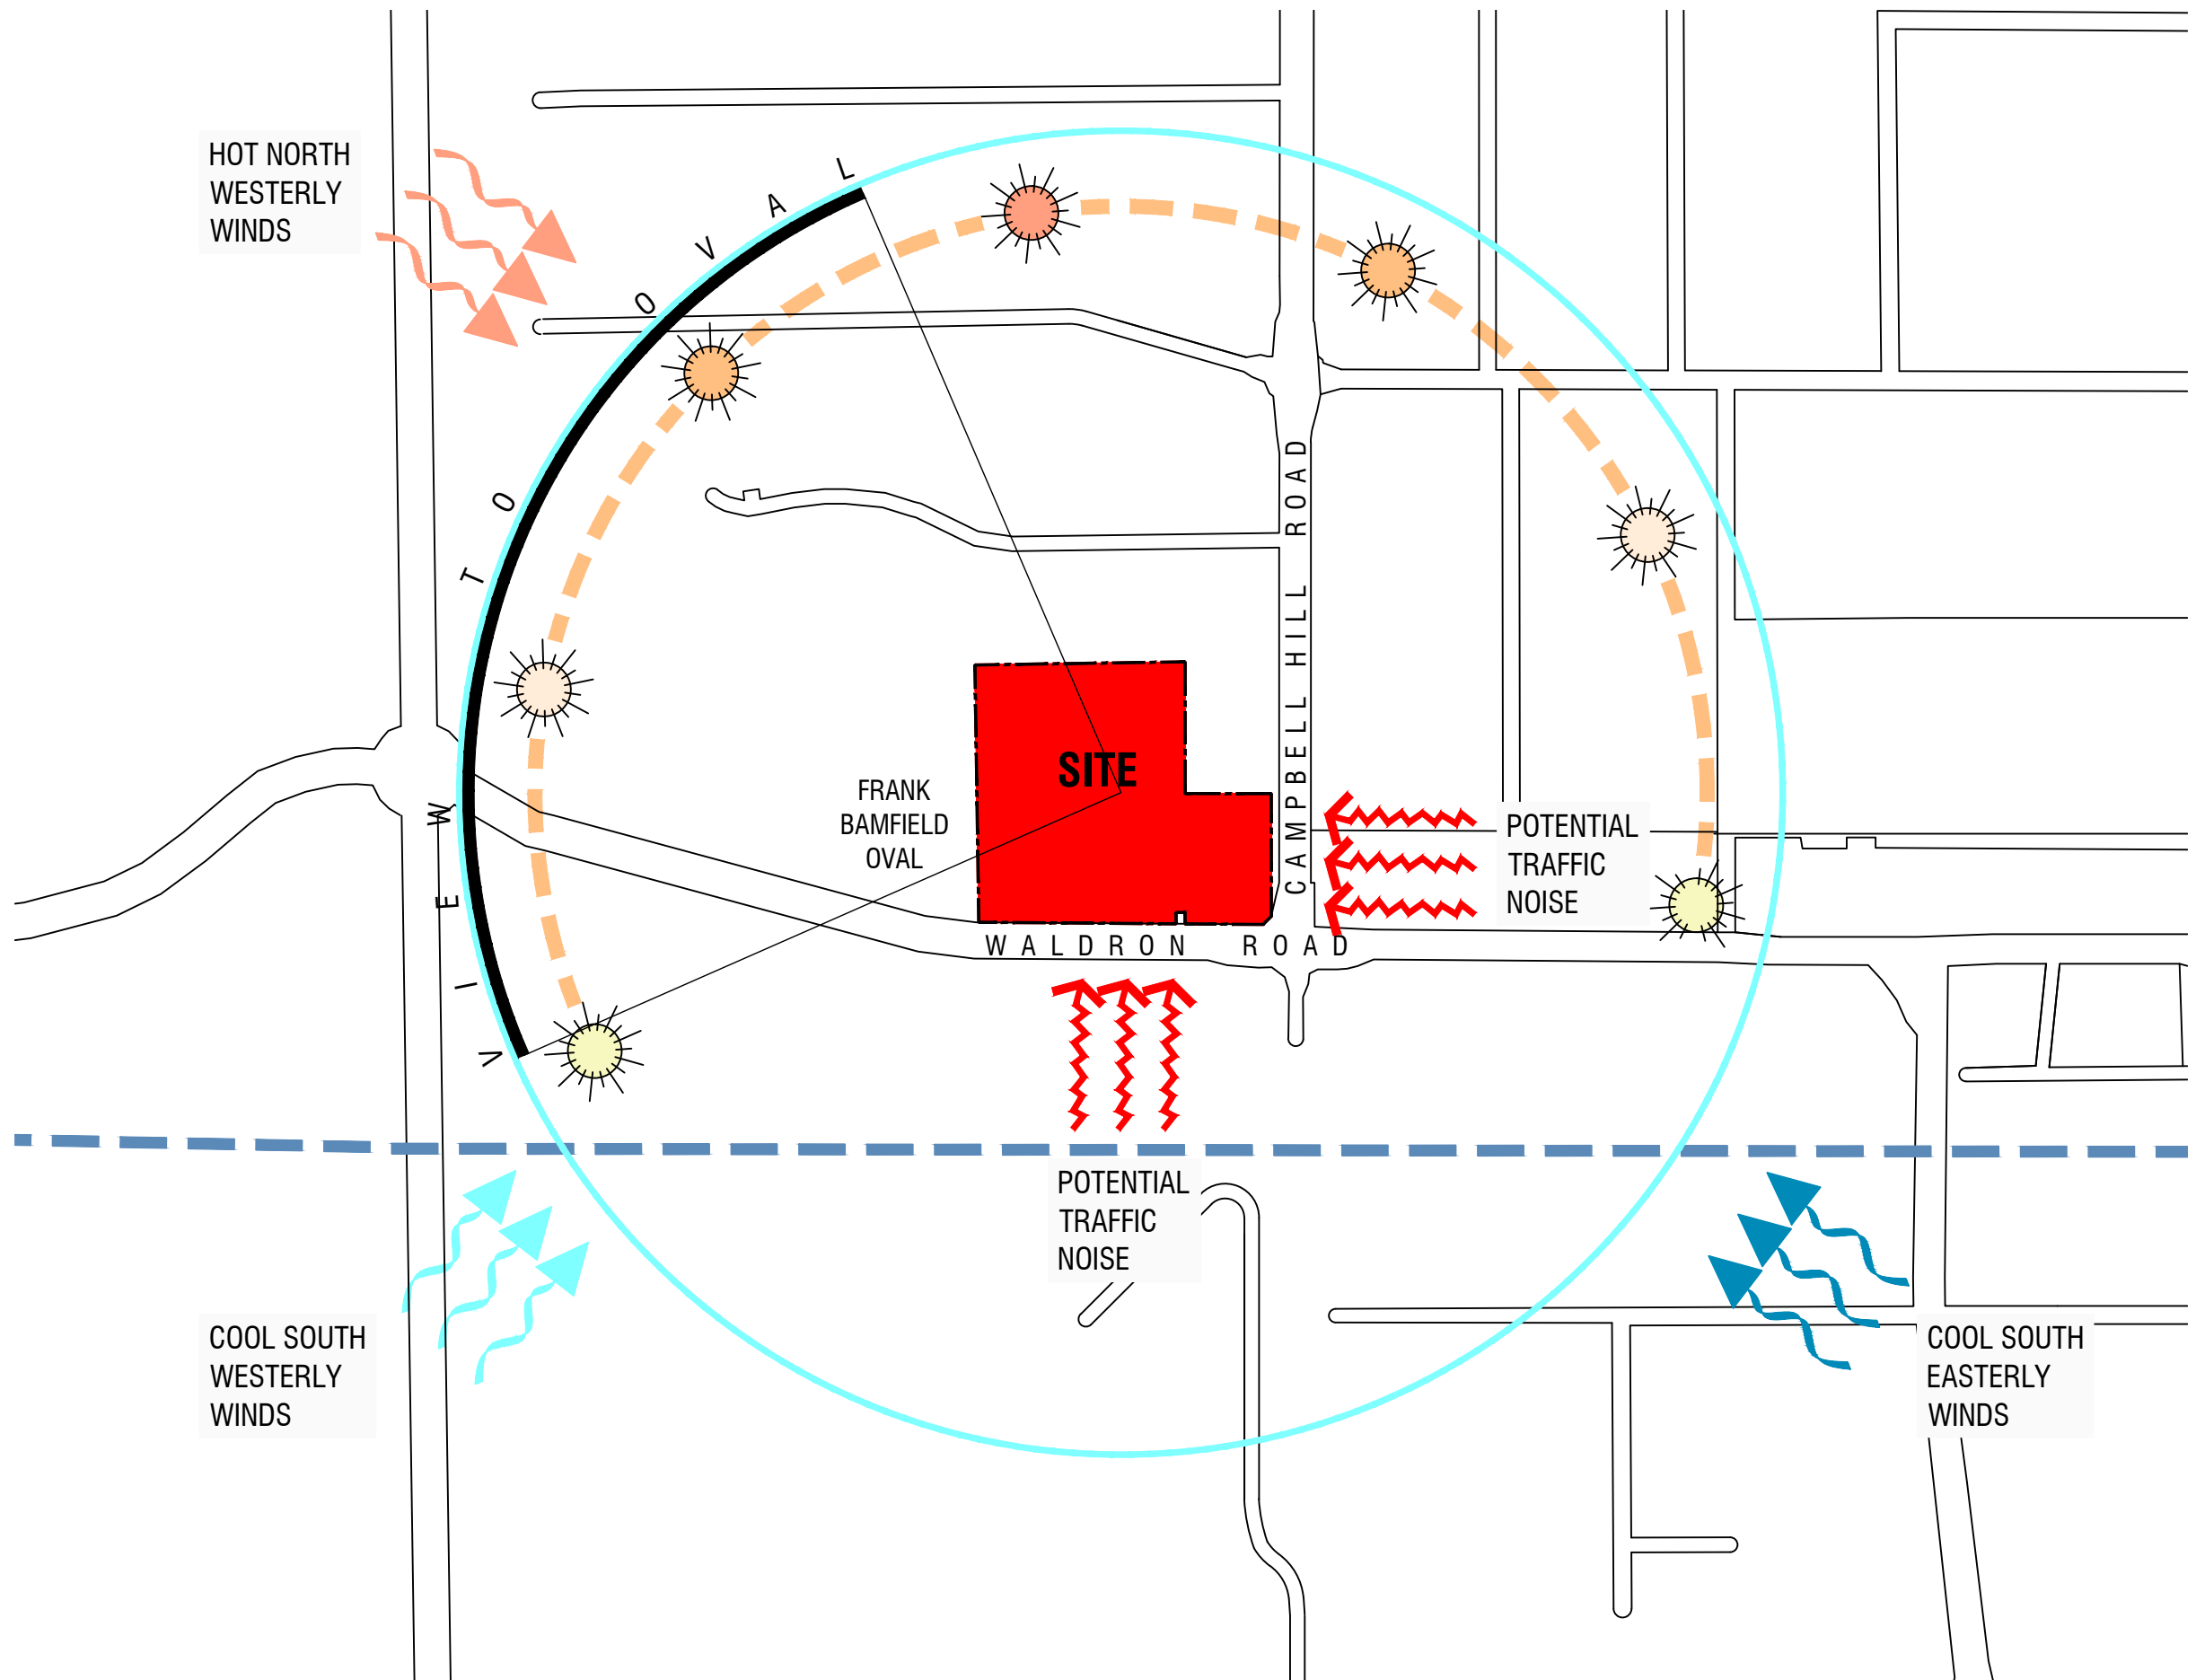 HOT NORTH
WESTERLY
WINDS
VIEW TO OVAL
CAMPBELL HILL ROAD
SITE
FRANK
BAMFIELD
OVAL
POTENTIAL
TRAFFIC
NOISE
WALDRON ROAD
POTENTIAL
TRAFFIC
NOISE
COOL SOUTH
WESTERLY
WINDS
COOL SOUTH
EASTERLY
WINDS